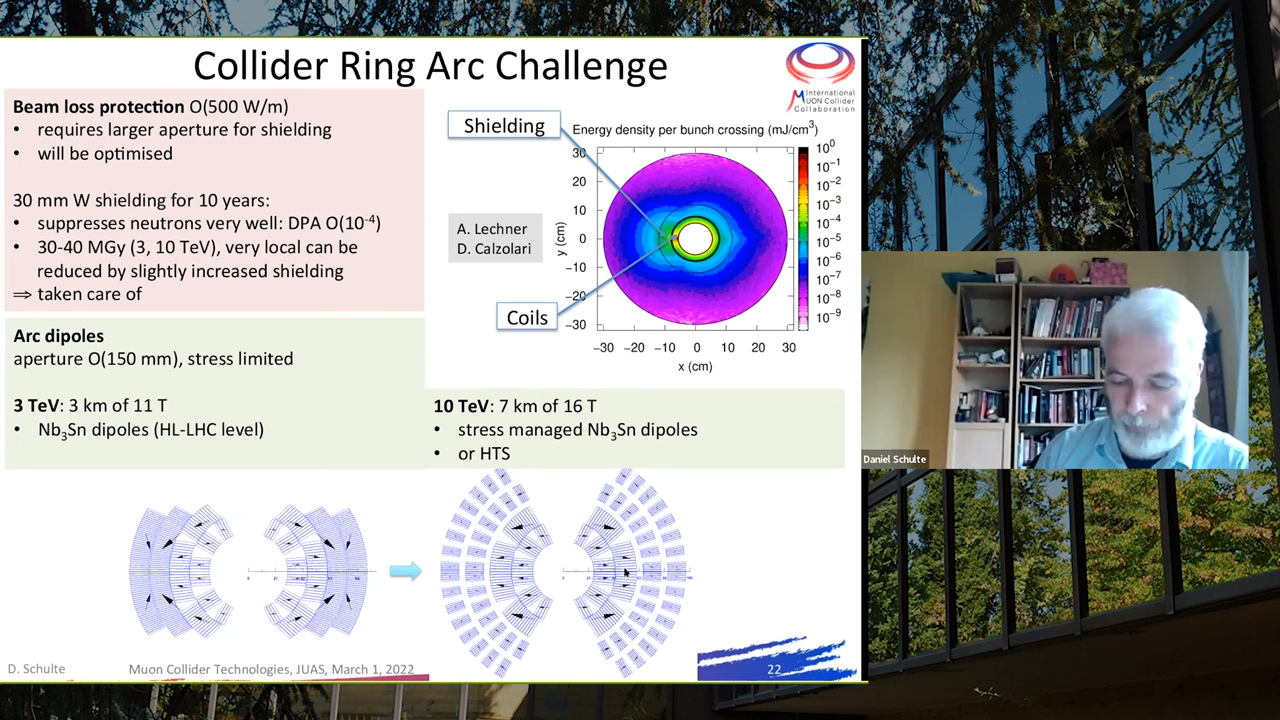 Collider Ring Arc Challenge
International
MUON Collider
Collaboration
Beam loss protection O(500 W/m)
• requires larger aperture for shielding
• will be optimised
30 mm W shielding for 10 years:
• suppresses neutrons very well: DPA O(10⁻⁴)
• 30-40 MGy (3, 10 TeV), very local can be
reduced by slightly increased shielding
⇒ taken care of
Shielding
Energy density per bunch crossing (mJ/cm³)
A. Lechner
D. Calzolari
Coils
y (cm)
30
20
10
0
−10
−20
−30
−30 −20 −10 0 10 20 30
x (cm)
10⁰
10⁻¹
10⁻²
10⁻³
10⁻⁴
10⁻⁵
10⁻⁶
10⁻⁷
10⁻⁸
10⁻⁹
Arc dipoles
aperture O(150 mm), stress limited
3 TeV: 3 km of 11 T
• Nb₃Sn dipoles (HL-LHC level)
10 TeV: 7 km of 16 T
• stress managed Nb₃Sn dipoles
• or HTS
Daniel Schulte
D. Schulte
Muon Collider Technologies, JUAS, March 1, 2022
22